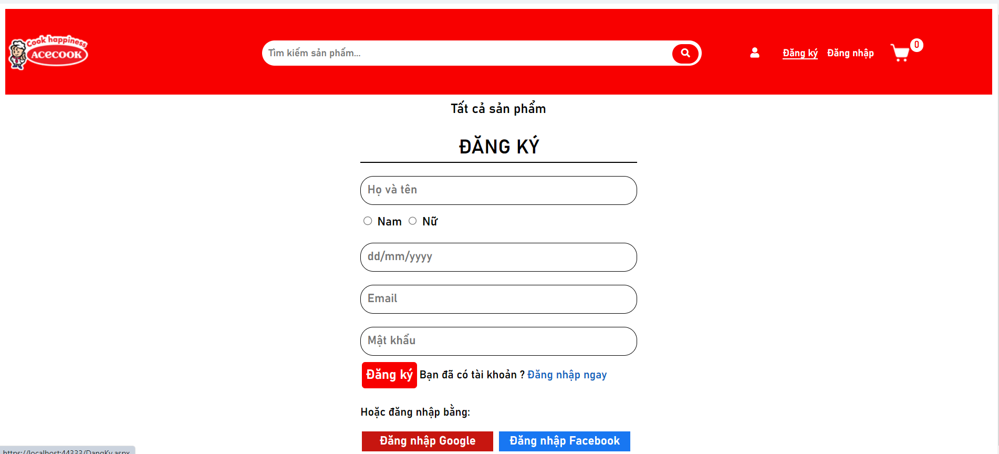 Cook happiness
ACECOOK
Tìm kiếm sản phẩm...
Đăng ký Đăng nhập 0
Tất cả sản phẩm
ĐĂNG KÝ
Họ và tên
Nam Nữ
dd/mm/yyyy
Email
Mật khẩu
Đăng ký Bạn đã có tài khoản ? Đăng nhập ngay
Hoặc đăng nhập bằng:
Đăng nhập Google Đăng nhập Facebook
https://localhost:44333/DangKy.aspx